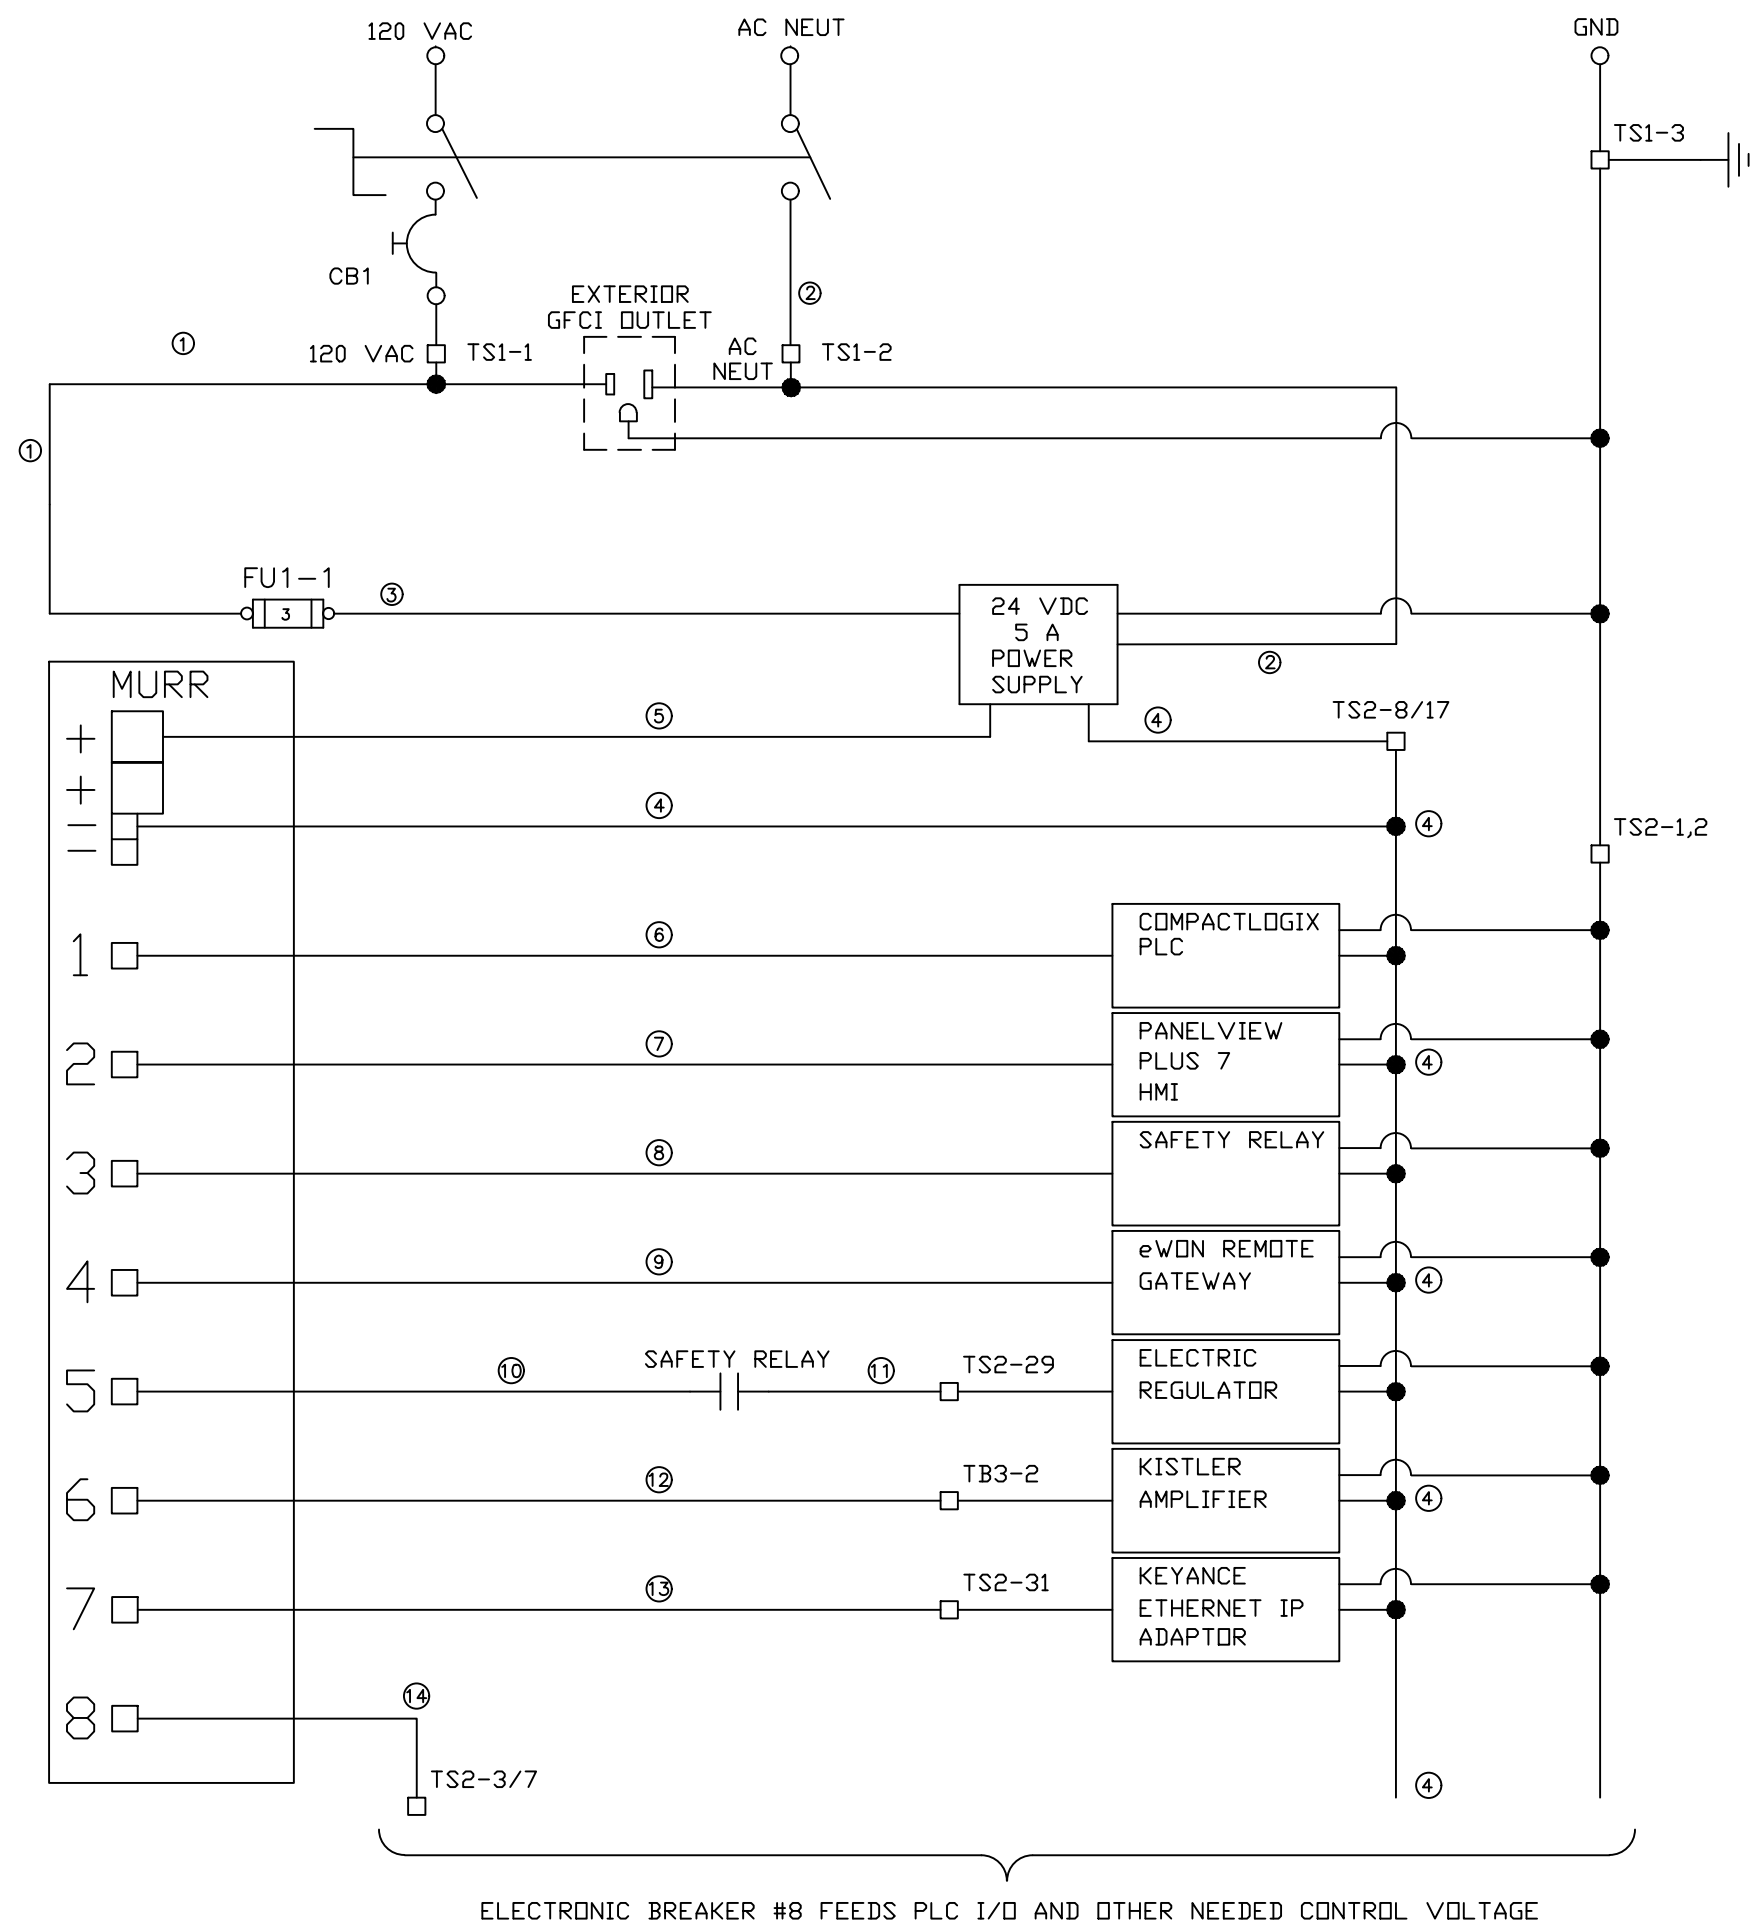 120 VAC
AC NEUT
GND
TS1-3
CB1
2
EXTERIOR
GFCI OUTLET
1
120 VAC
TS1-1
AC
NEUT
TS1-2
1
FU1-1
3
3
24 VDC
5 A
POWER
SUPPLY
2
MURR
5
4
TS2-8/17
+
+
4
4
TS2-1,2
-
-
1
6
COMPACTLOGIX
PLC
2
7
PANELVIEW
PLUS 7
HMI
4
3
8
SAFETY RELAY
4
9
eWON REMOTE
GATEWAY
4
5
10
SAFETY RELAY
11
TS2-29
ELECTRIC
REGULATOR
6
12
TB3-2
KISTLER
AMPLIFIER
4
7
13
TS2-31
KEYANCE
ETHERNET IP
ADAPTOR
8
14
TS2-3/7
4
ELECTRONIC BREAKER #8 FEEDS PLC I/O AND OTHER NEEDED CONTROL VOLTAGE